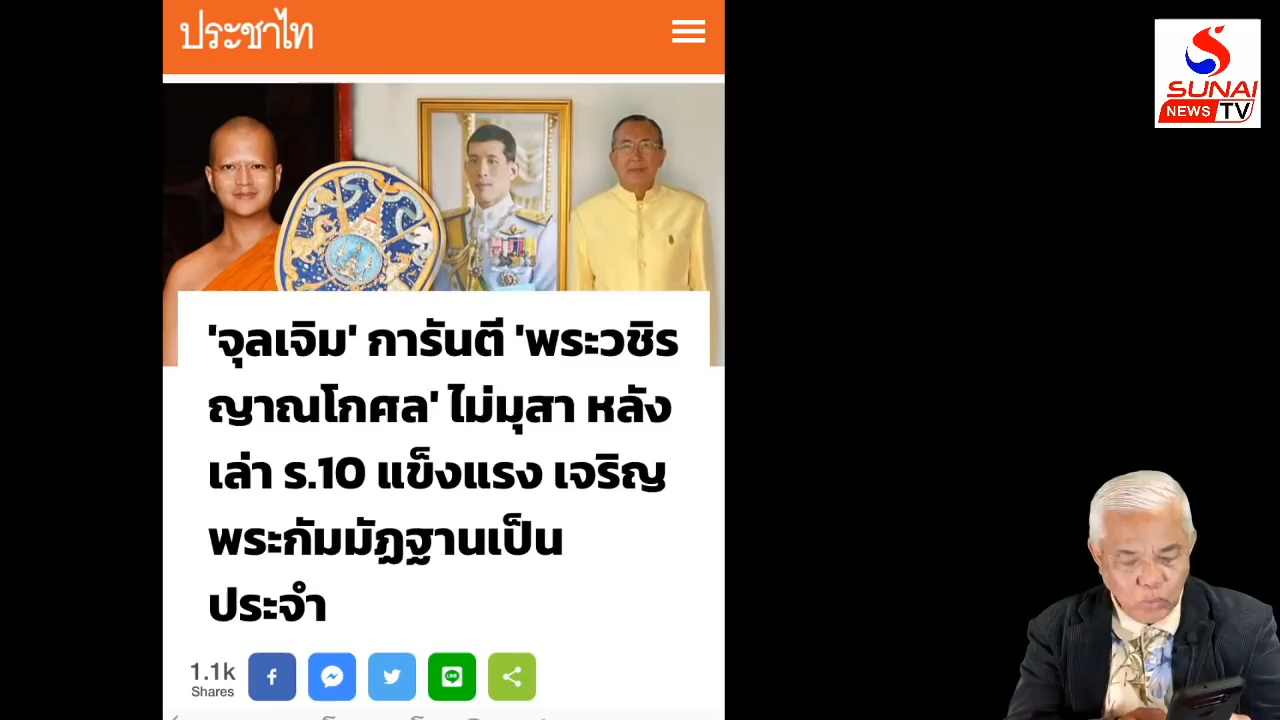 ประชาไท
SUNAI
NEWS TV
'จุลเจิม' การันตี 'พระวชิร
ญาณโกศล' ไม่มุสา หลัง
เล่า ร.10 แข็งแรง เจริญ
พระกัมมัฏฐานเป็น
ประจำ
1.1k
Shares